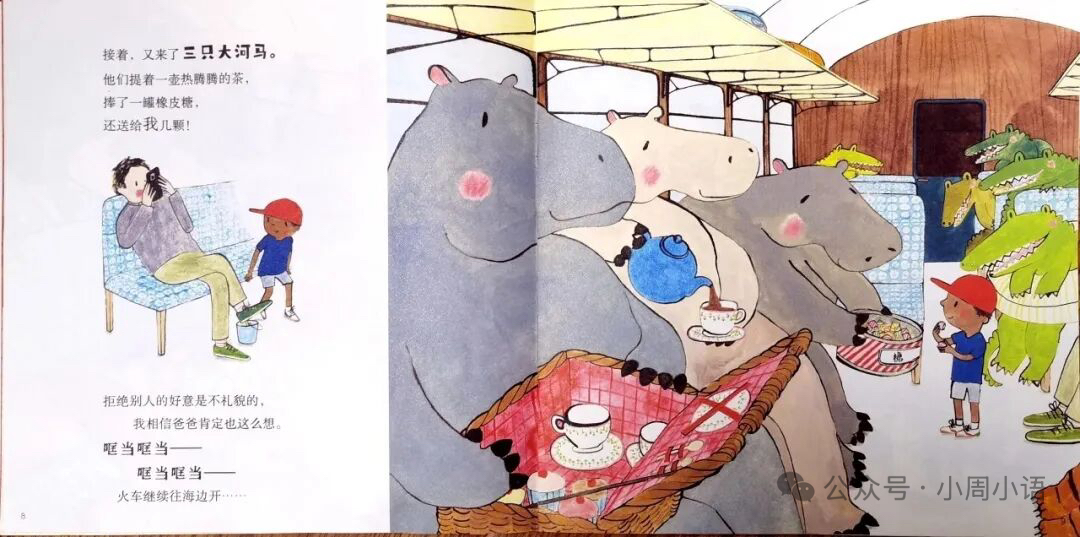 接着，又来了三只大河马。
他们提着一壶热腾腾的茶，
捧了一罐橡皮糖，
还送给我几颗！
拒绝别人的好意是不礼貌的，
我相信爸爸肯定也这么想。
哐当哐当——
哐当哐当——
火车继续往海边开……
8
糖
公众号·小周小语